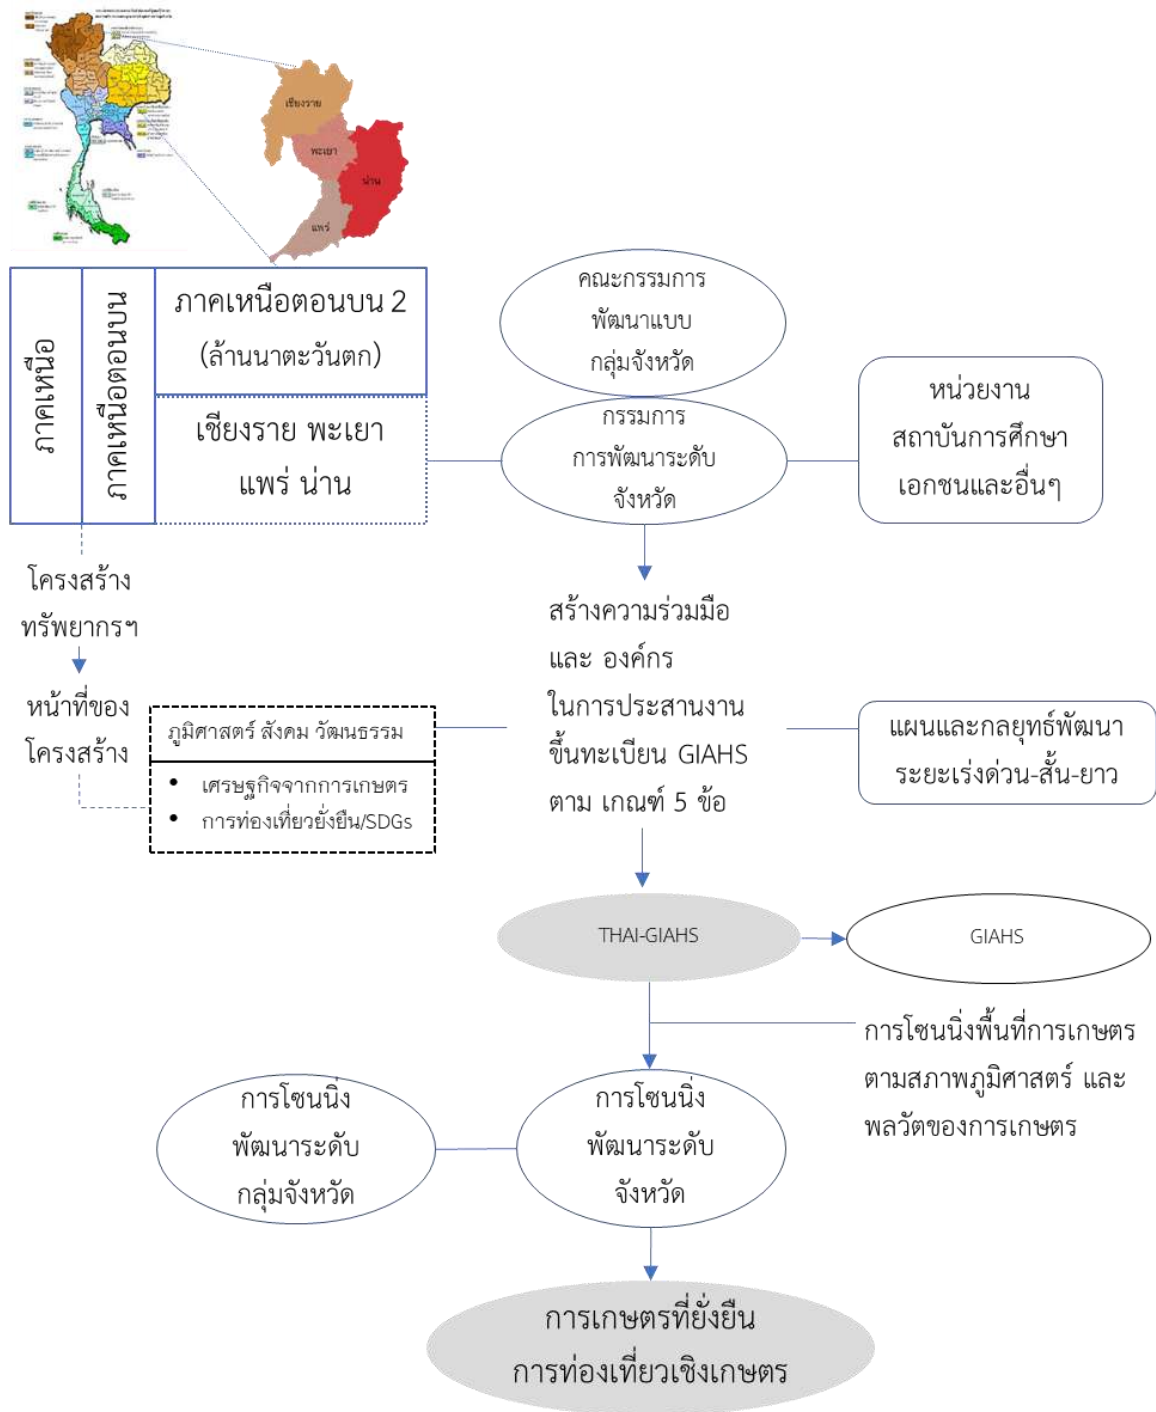 เชียงราย
พะเยา
น่าน
แพร่
ภาคเหนือ
ภาคเหนือตอนบน
ภาคเหนือตอนบน 2
(ล้านนาตะวันตก)
เชียงราย พะเยา
แพร่ น่าน
คณะกรรมการ
พัฒนาแบบ
กลุ่มจังหวัด
กรรมการ
การพัฒนาระดับ
จังหวัด
หน่วยงาน
สถาบันการศึกษา
เอกชนและอื่นๆ
โครงสร้าง
ทรัพยากรฯ
หน้าที่ของ
โครงสร้าง
ภูมิศาสตร์ สังคม วัฒนธรรม
• เศรษฐกิจจากการเกษตร
• การท่องเที่ยวยั่งยืน/SDGs
สร้างความร่วมมือ
และ องค์กร
ในการประสานงาน
ขึ้นทะเบียน GIAHS
ตาม เกณฑ์ 5 ข้อ
แผนและกลยุทธ์พัฒนา
ระยะเร่งด่วน-สั้น-ยาว
THAI-GIAHS
GIAHS
การโซนนิ่งพื้นที่การเกษตร
ตามสภาพภูมิศาสตร์ และ
พลวัตของการเกษตร
การโซนนิ่ง
พัฒนาระดับ
กลุ่มจังหวัด
การโซนนิ่ง
พัฒนาระดับ
จังหวัด
การเกษตรที่ยั่งยืน
การท่องเที่ยวเชิงเกษตร